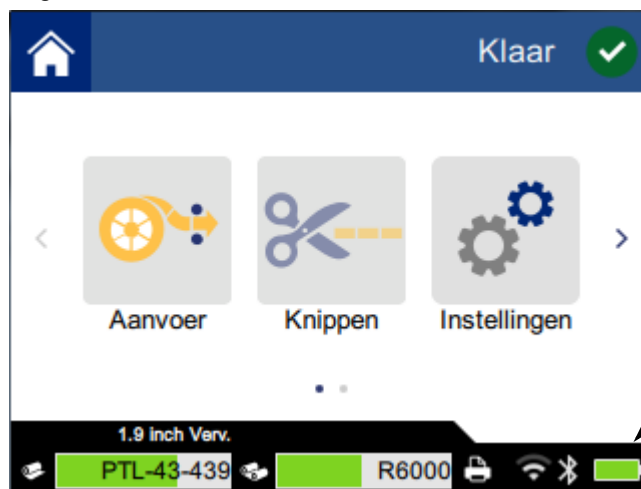 Klaar
Aanvoer Knippen Instellingen
1.9 inch Verv.
PTL-43-439 R6000